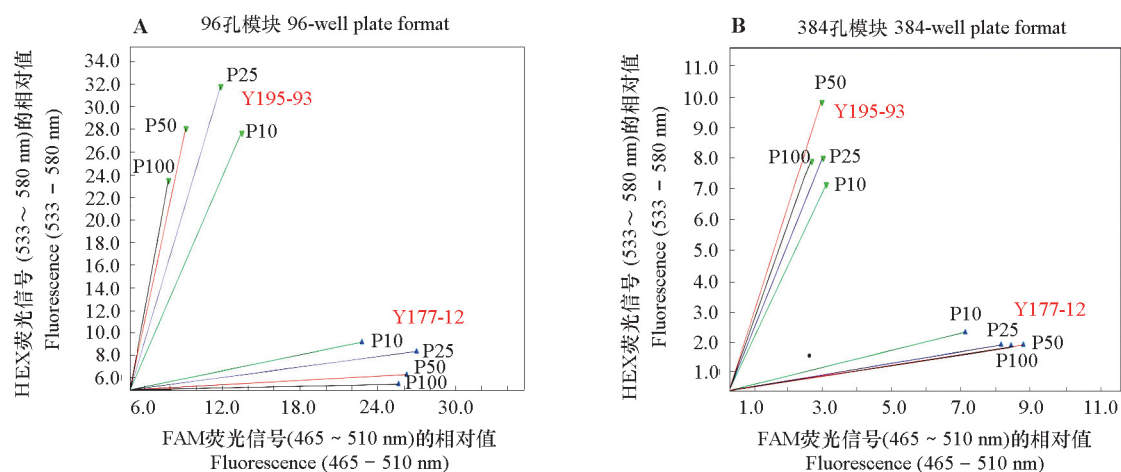 A 96孔模块 96-well plate format
HEX荧光信号 (533～ 580 nm)的相对值
Fluorescence (533 − 580 nm)
34.0
32.0
30.0
28.0
26.0
24.0
22.0
20.0
18.0
16.0
14.0
12.0
10.0
8.0
6.0
P25
Y195-93
P50
P10
P100
Y177-12
P10
P25
P50
P100
6.0 12.0 18.0 24.0 30.0
FAM荧光信号(465 ~ 510 nm)的相对值
Fluorescence (465 − 510 nm)
B 384孔模块 384-well plate format
HEX荧光信号 (533～ 580 nm)的相对值
Fluorescence (533 − 580 nm)
11.0
10.0
9.0
8.0
7.0
6.0
5.0
4.0
3.0
2.0
1.0
P50
Y195-93
P100 P25
P10
P10 Y177-12
P25
P50
P100
1.0 3.0 5.0 7.0 9.0 11.0
FAM荧光信号(465 ~ 510 nm)的相对值
Fluorescence (465 − 510 nm)